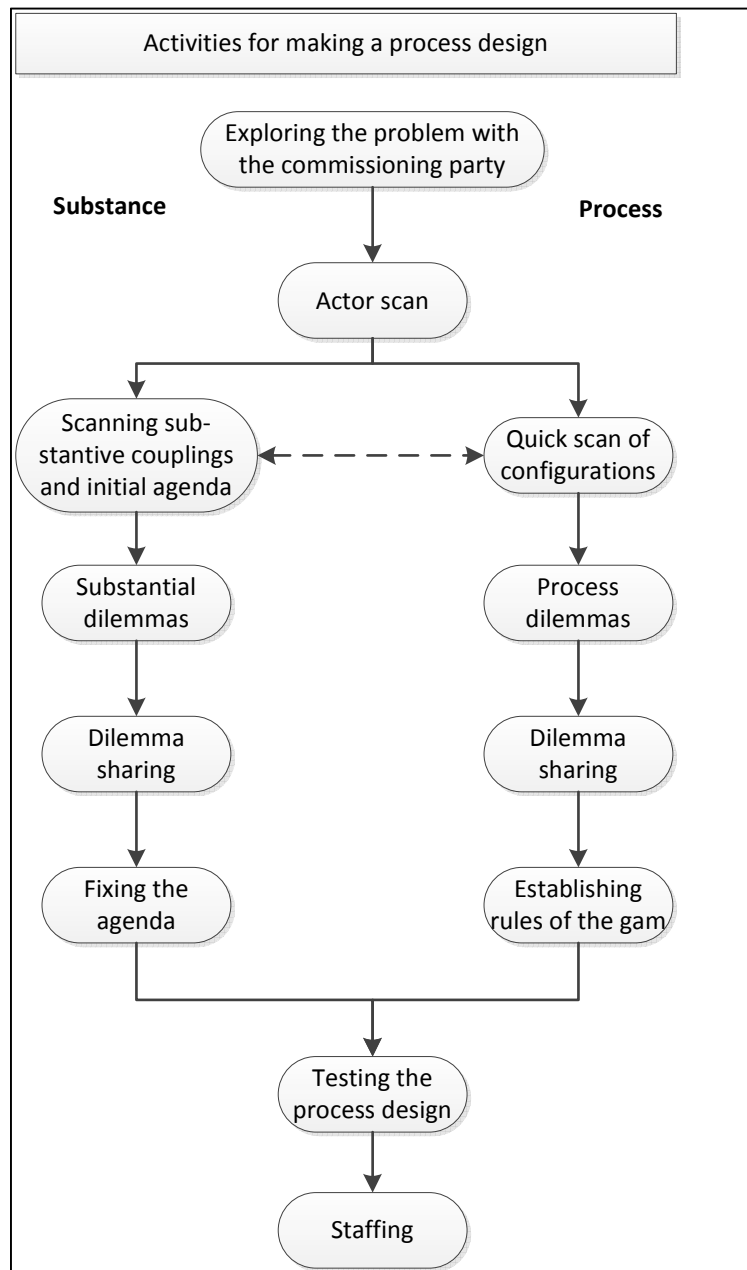 Activities for making a process design
Exploring the problem with
the commissioning party
Substance
Process
Actor scan
Scanning sub-
stantive couplings
and initial agenda
Quick scan of
configurations
Substantial
dilemmas
Process
dilemmas
Dilemma
sharing
Dilemma
sharing
Fixing the
agenda
Establishing
rules of the gam
Testing the
process design
Staffing